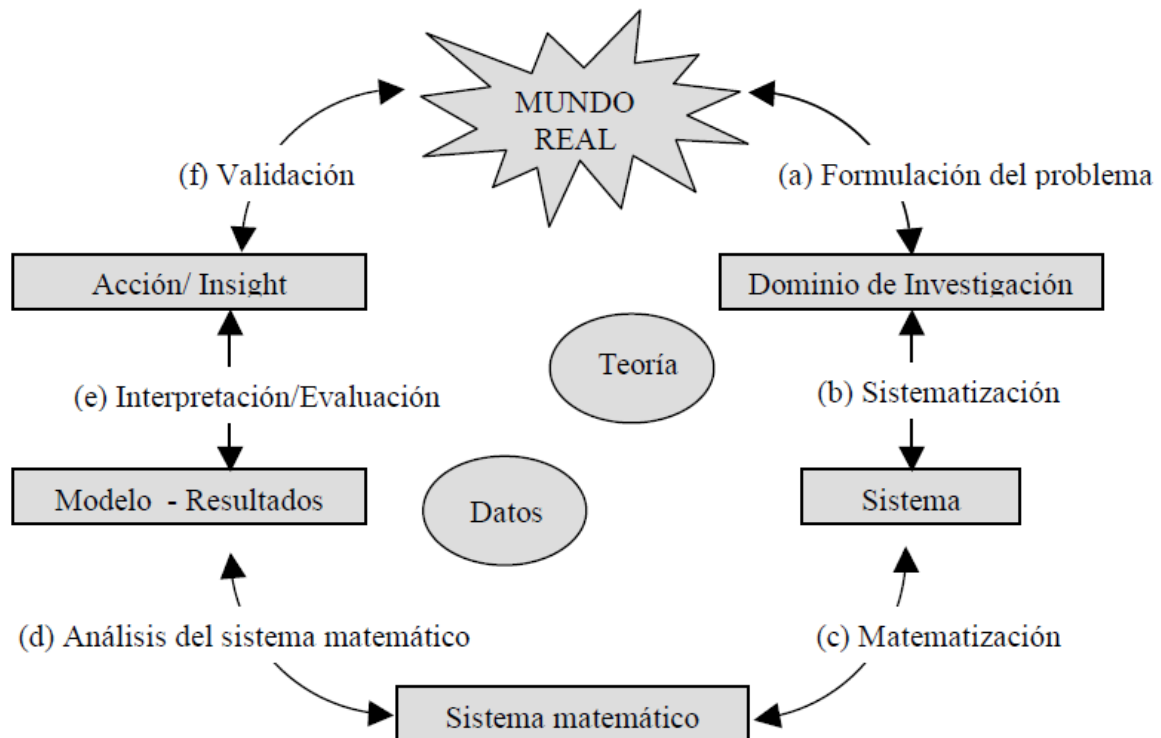 MUNDO
REAL
(f) Validación
(a) Formulación del problema
Acción/ Insight
Dominio de Investigación
Teoría
(e) Interpretación/Evaluación
(b) Sistematización
Modelo - Resultados
Datos
Sistema
(d) Análisis del sistema matemático
(c) Matematización
Sistema matemático